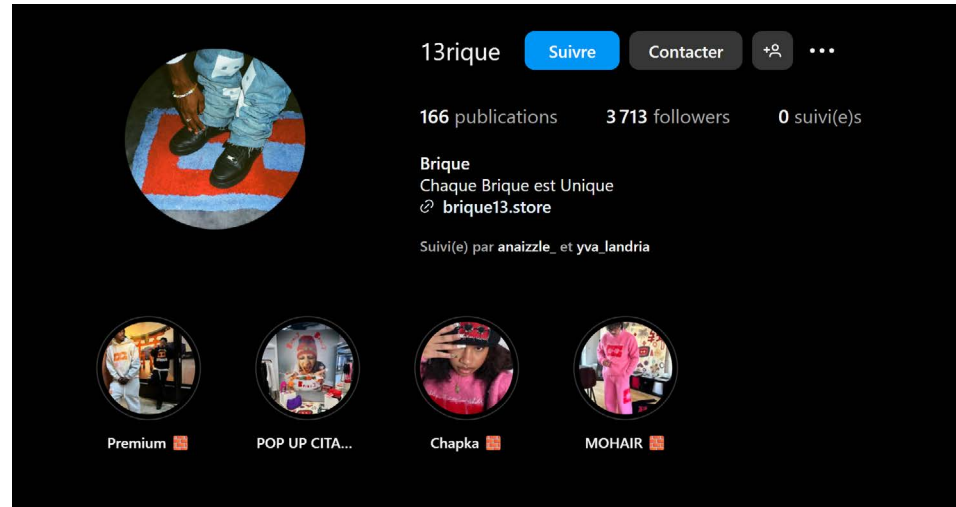 13rique Suivre Contacter
166 publications 3 713 followers 0 suivi(e)s
Brique
Chaque Brique est Unique
brique13.store
Suivi(e) par anaizzle_ et yva_landria
Premium 🧱 POP UP CITA... Chapka 🧱 MOHAIR 🧱